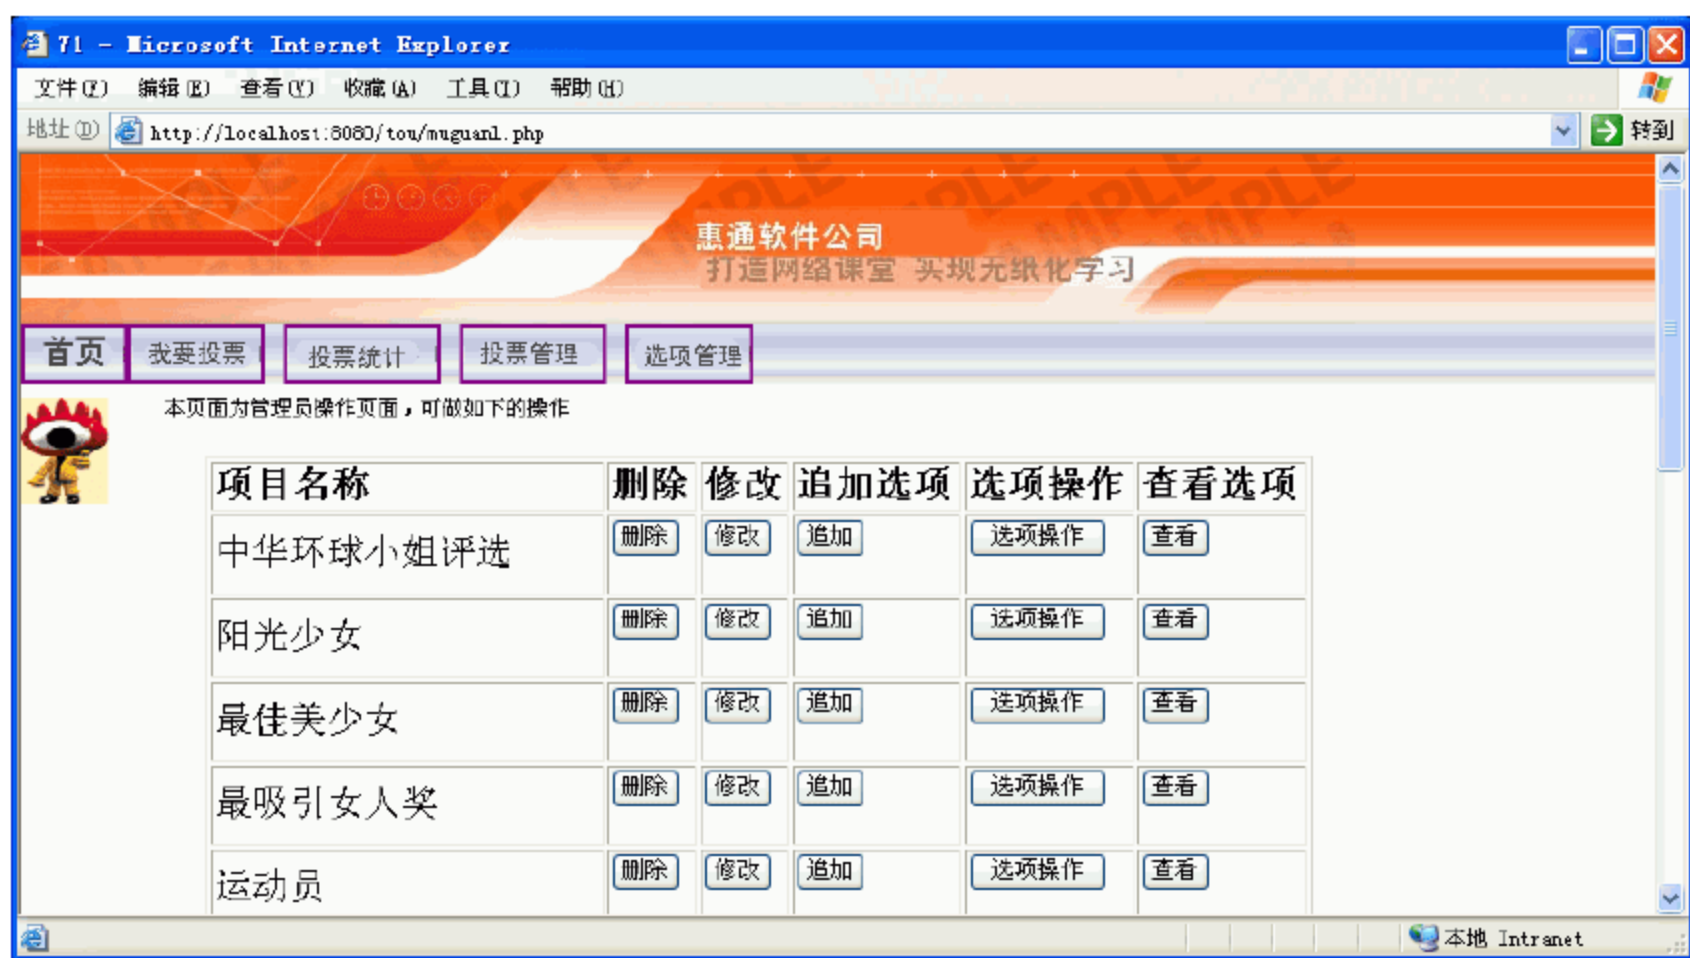 71 - Microsoft Internet Explorer
文件(F) 编辑(E) 查看(V) 收藏(A) 工具(T) 帮助(H)
地址(D) http://localhost:8080/tou/muguanl.php 转到
惠通软件公司
打造网络课堂 实现无纸化学习
首页 我要投票 投票统计 投票管理 选项管理
本页面为管理员操作页面，可做如下的操作
项目名称 删除 修改 追加选项 选项操作 查看选项
中华环球小姐评选 删除 修改 追加 选项操作 查看
阳光少女 删除 修改 追加 选项操作 查看
最佳美少女 删除 修改 追加 选项操作 查看
最吸引女人奖 删除 修改 追加 选项操作 查看
运动员 删除 修改 追加 选项操作 查看
本地 Intranet